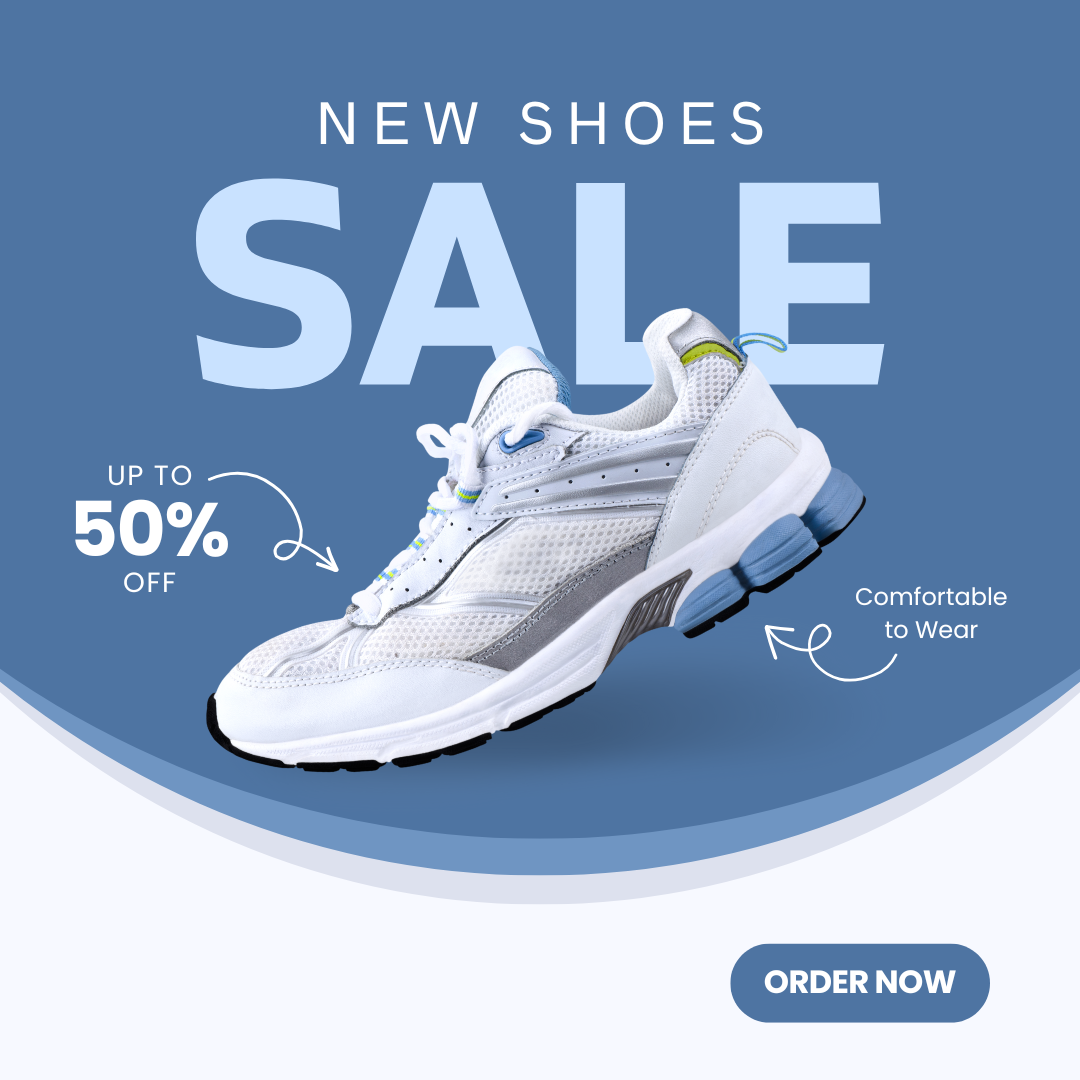 NEW SHOES
SALE
UP TO
50%
OFF
Comfortable
to Wear
ORDER NOW